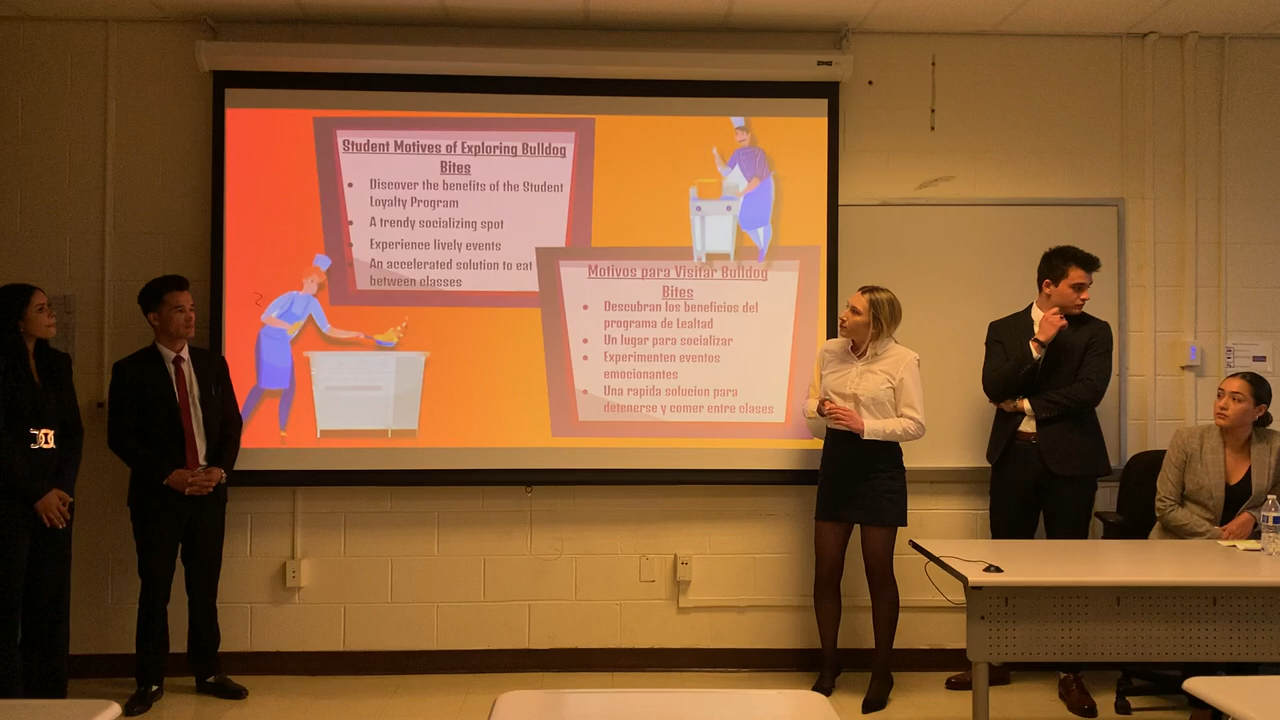 Student Motives of Exploring Bulldog
Bites
• Discover the benefits of the Student
Loyalty Program
• A trendy socializing spot
• Experience lively events
• An accelerated solution to eat
between classes
Motivos para Visitar Bulldog
Bites
• Descubran los beneficios del
programa de Lealtad
• Un lugar para socializar
• Experimenten eventos
emocionantes
• Una rapida solucion para
detenerse y comer entre clases